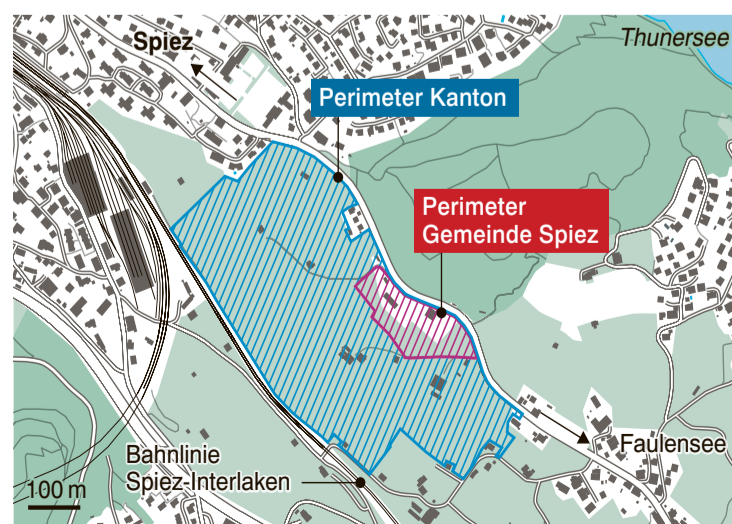 Spiez
Thunersee
Perimeter Kanton
Perimeter
Gemeinde Spiez
Faulensee
Bahnlinie
Spiez-Interlaken
100 m